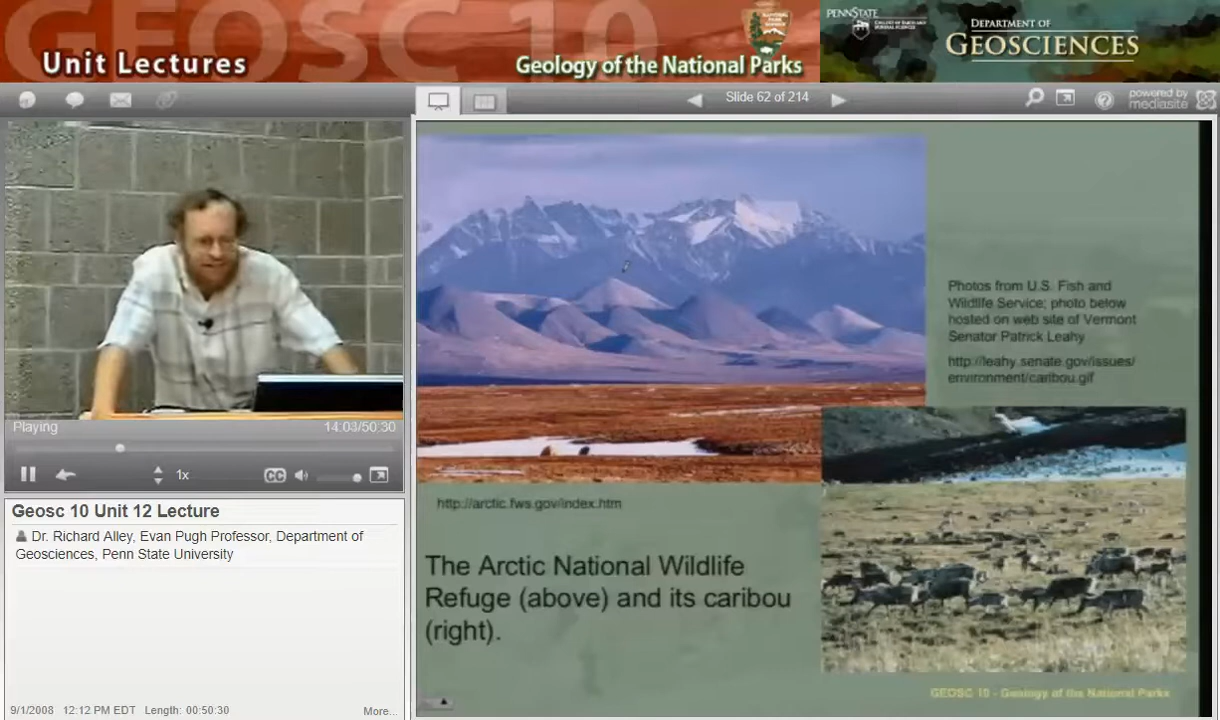 GEOSC 10
Unit Lectures
Geology of the National Parks
PENNSTATE
DEPARTMENT OF
GEOSCIENCES
Slide 62 of 214
powered by
mediasite
Playing
14:03/50:30
1x
CC
Geosc 10 Unit 12 Lecture
Dr. Richard Alley, Evan Pugh Professor, Department of
Geosciences, Penn State University
9/1/2008 12:12 PM EDT Length: 00:50:30
More...
Photos from U.S. Fish and
Wildlife Service; photo below
hosted on web site of Vermont
Senator Patrick Leahy
http://leahy.senate.gov/issues/
environment/caribou.gif
http://arctic.fws.gov/index.htm
The Arctic National Wildlife
Refuge (above) and its caribou
(right).
GEOSC 10 - Geology of the National Parks